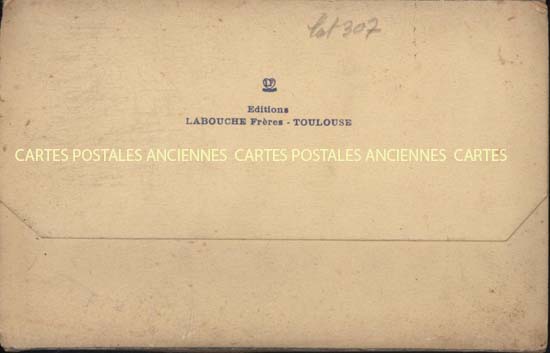 Lot 307
Editions
LABOUCHE Frères - TOULOUSE
CARTES POSTALES ANCIENNES CARTES POSTALES ANCIENNES CARTES